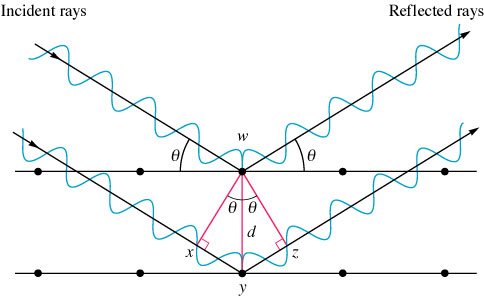 Incident rays
Reflected rays
w
θ
θ
θ
θ
d
x
z
y